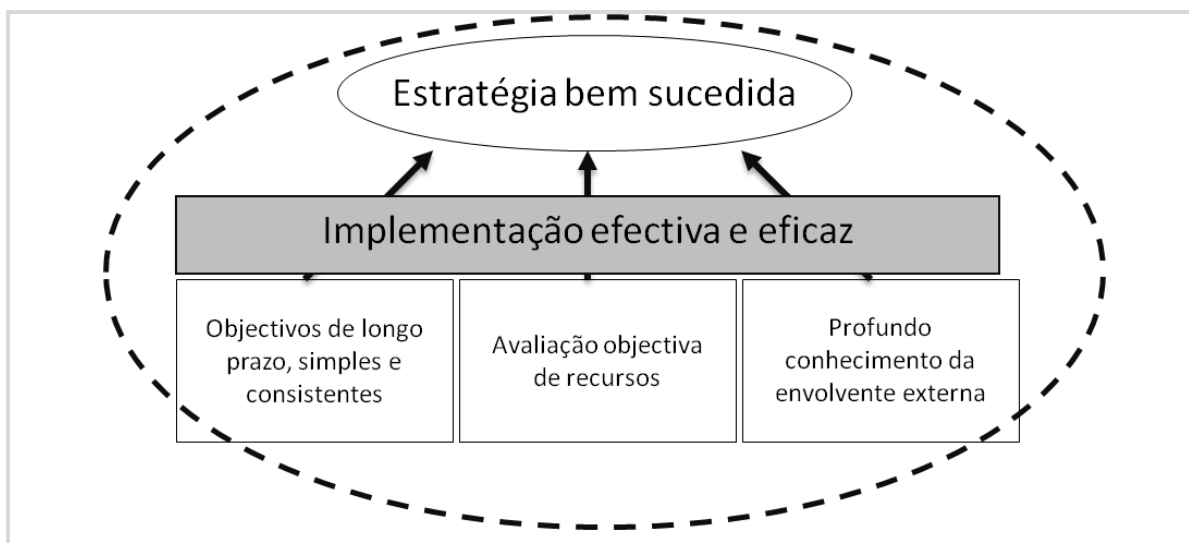 Estratégia bem sucedida
Implementação efectiva e eficaz
Objectivos de longo
prazo, simples e
consistentes
Avaliação objectiva
de recursos
Profundo
conhecimento da
envolvente externa